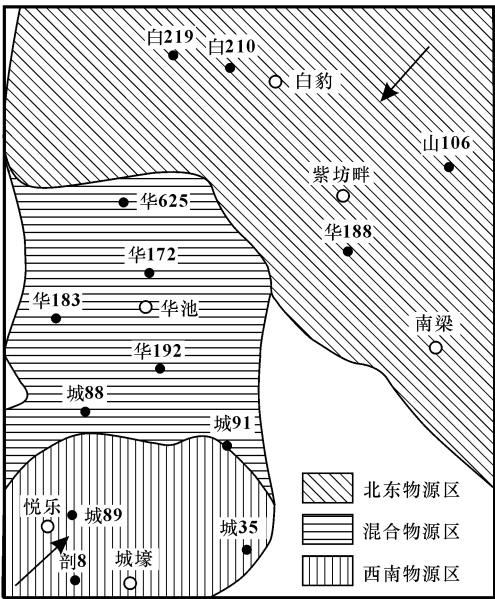 白219
白210
白豹
山106
紫坊畔
华625
华188
华172
华183
华池
南梁
华192
城88
城91
北东物源区
悦乐
城89
城35
混合物源区
剖8
城壕
西南物源区